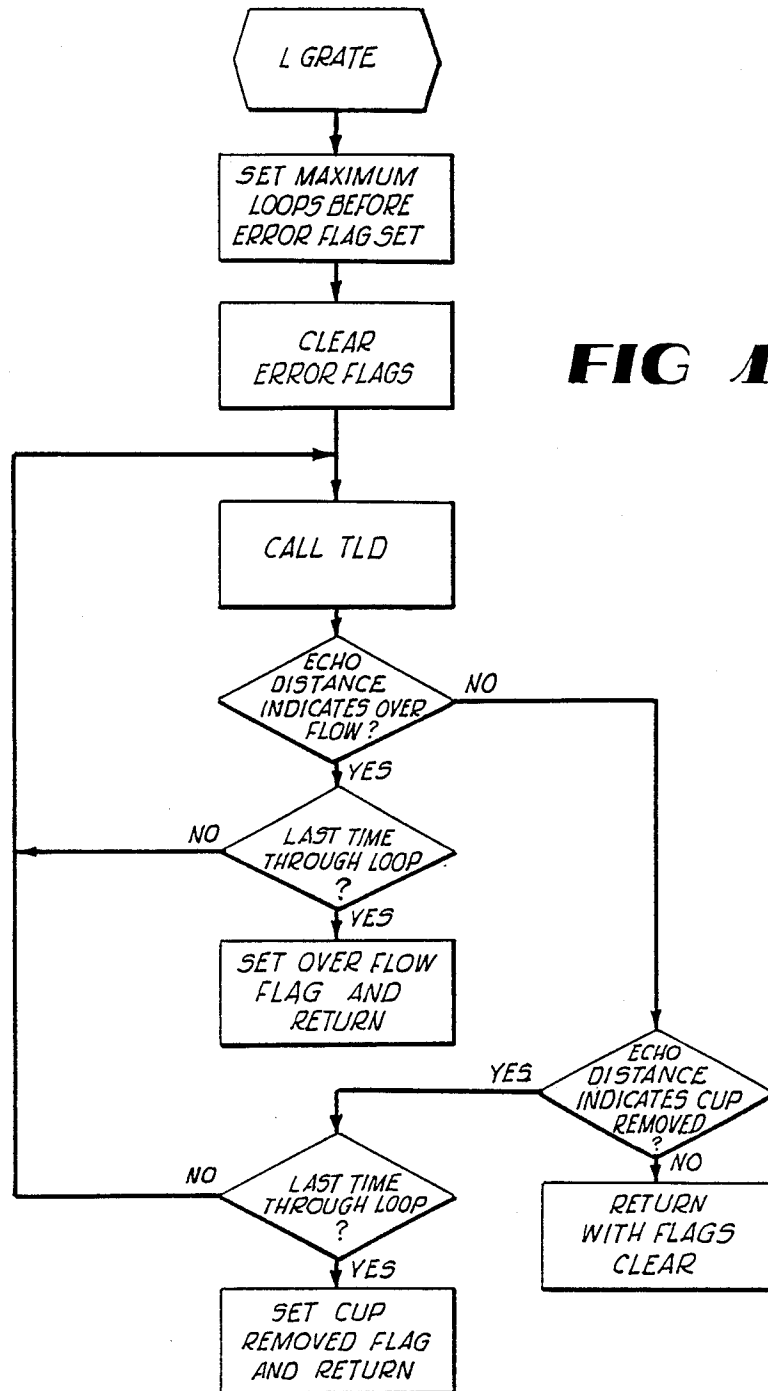 L GRATE
SET MAXIMUM
LOOPS BEFORE
ERROR FLAG SET
CLEAR
ERROR FLAGS
FIG 1
CALL TLD
ECHO
DISTANCE
INDICATES OVER
FLOW?
NO
YES
NO
LAST TIME
THROUGH LOOP
?
YES
SET OVER FLOW
FLAG AND
RETURN
ECHO
DISTANCE
INDICATES CUP
REMOVED
?
YES
NO
NO
LAST TIME
THROUGH LOOP
?
RETURN
WITH FLAGS
CLEAR
YES
SET CUP
REMOVED FLAG
AND RETURN